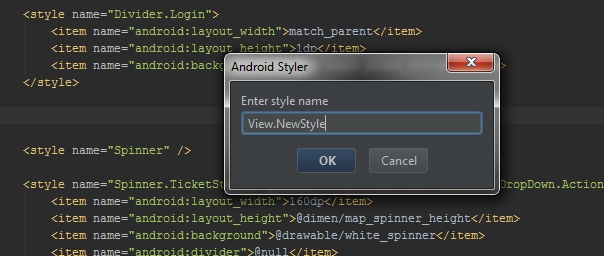 <style name="Divider.Login">
<item name="android:layout_width">match_parent</item>
<item name="android:layout_height">1dp</item>
<item name="android:backg
</style>
Android Styler
Enter style name
View.NewStyle
OK Cancel
<style name="Spinner" />
<style name="Spinner.TicketSt DropDown.Action
<item name="android:layout_width">160dp</item>
<item name="android:layout_height">@dimen/map_spinner_height</item>
<item name="android:background">@drawable/white_spinner</item>
<item name="android:divider">@null</item>